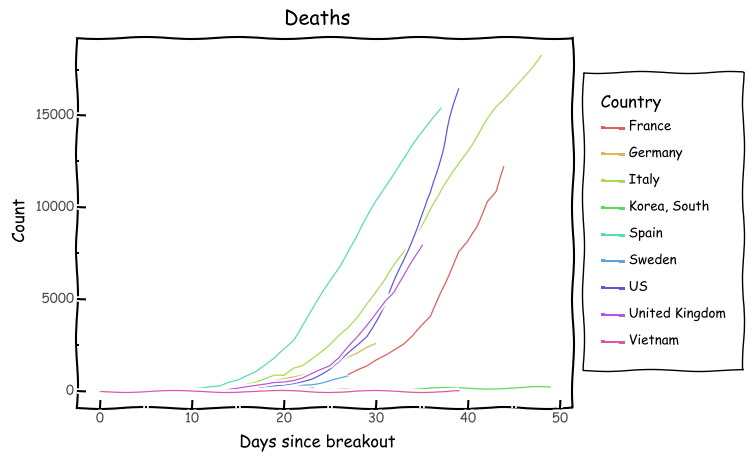 Deaths
Count
15000
10000
5000
0
0 10 20 30 40 50
Days since breakout
Country
France
Germany
Italy
Korea, South
Spain
Sweden
US
United Kingdom
Vietnam